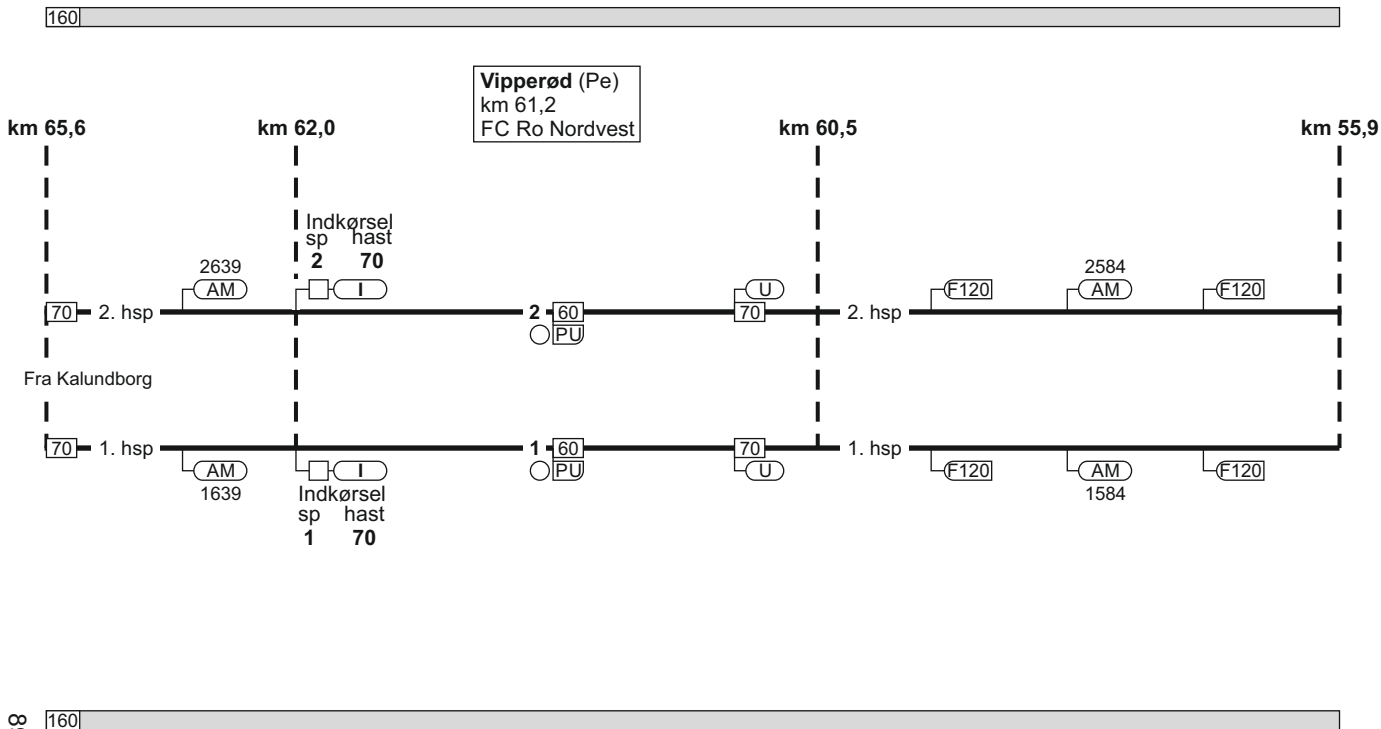 160
Vipperød (Pe)
km 61,2
FC Ro Nordvest
km 65,6
km 62,0
km 60,5
km 55,9
Indkørsel
sp hast
2 70
2639
AM
I
U
F120
2584
AM
F120
70
2. hsp
2
60
70
2. hsp
PU
Fra Kalundborg
70
1. hsp
1
60
70
1. hsp
AM
1639
I
PU
U
F120
AM
1584
F120
Indkørsel
sp hast
1 70
160